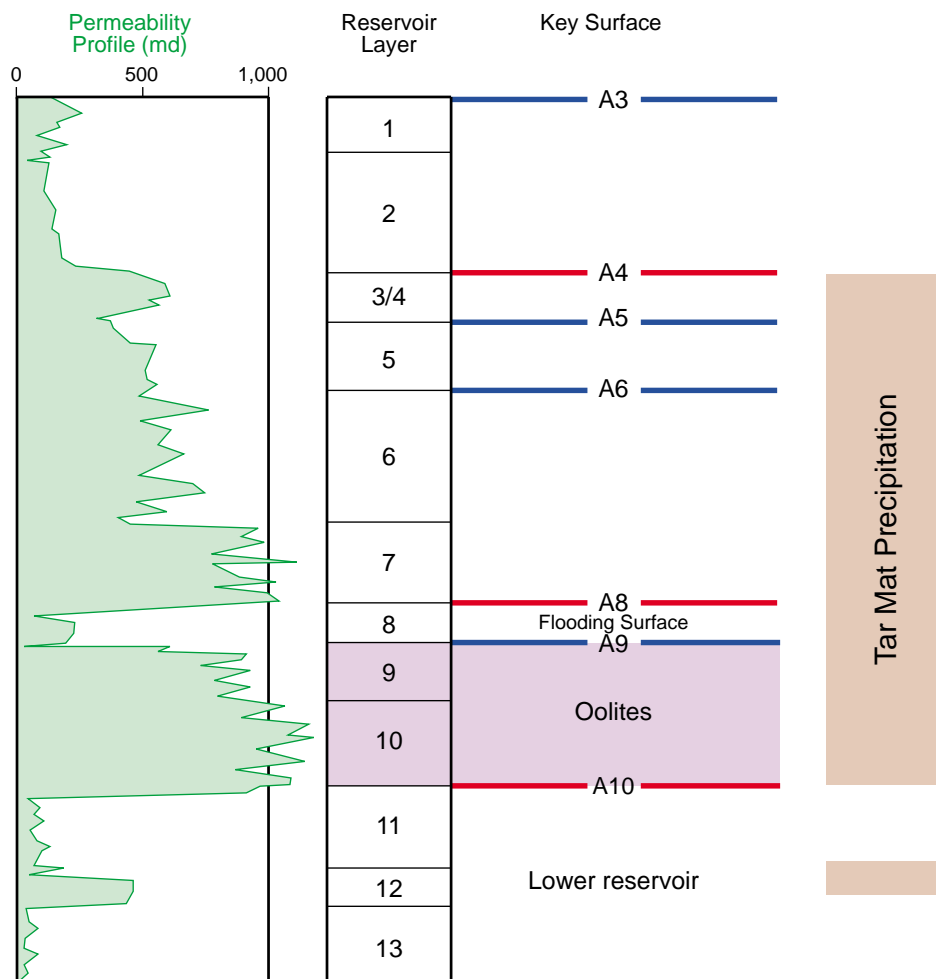 Permeability
Profile (md)
Reservoir
Layer
Key Surface
0
500
1,000
A3
1
2
A4
3/4
A5
5
A6
6
7
A8
8
Flooding Surface
A9
9
Oolites
10
A10
11
12
Lower reservoir
13
Tar Mat Precipitation